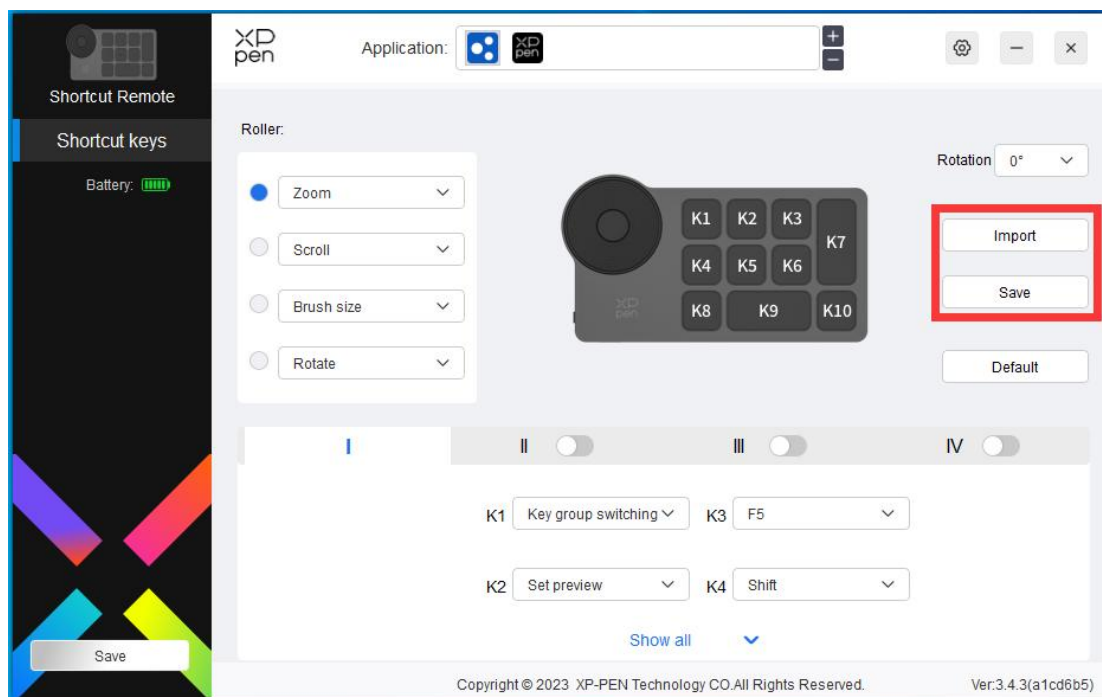 XP
pen
Application:
XP
pen
Shortcut Remote
Shortcut keys
Battery:
Roller:
Zoom
Scroll
Brush size
Rotate
K1 K2 K3
K7
K4 K5 K6
K8 K9 K10
XP
pen
Rotation 0°
Import
Save
Default
I II III IV
K1 Key group switching K3 F5
K2 Set preview K4 Shift
Show all
Save
Copyright © 2023 XP-PEN Technology CO.All Rights Reserved. Ver:3.4.3(a1cd6b5)